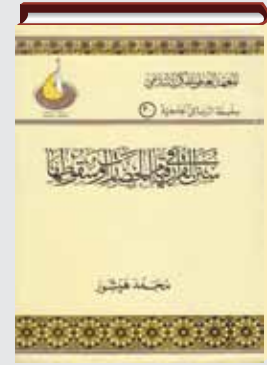 المعهد العالمي للفكر الإسلامي
سلسلة الرسائل الجامعية
سنن القرآن في قيام الحضارات وسقوطها
محمد هيشور